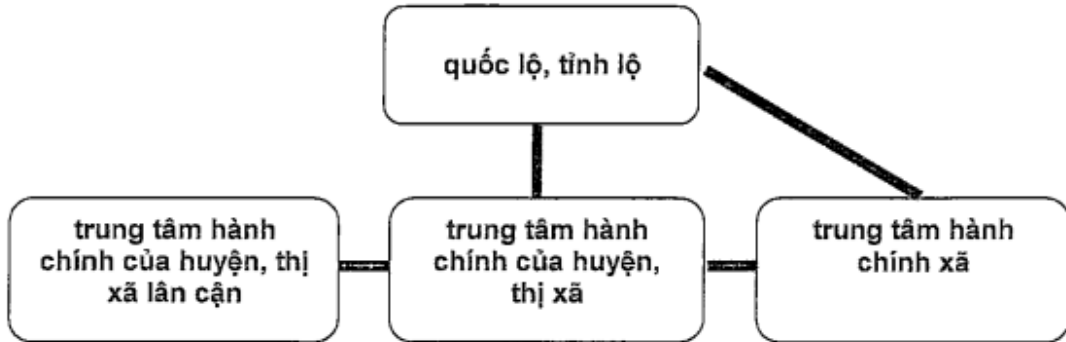 quốc lộ, tỉnh lộ
trung tâm hành
chính của huyện, thị
xã lân cận
trung tâm hành
chính của huyện,
thị xã
trung tâm hành
chính xã